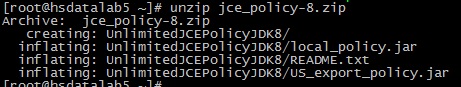 [root@hsdatalab5 ~]# unzip jce_policy-8.zip
Archive:  jce_policy-8.zip
   creating: UnlimitedJCEPolicyJDK8/
  inflating: UnlimitedJCEPolicyJDK8/local_policy.jar
  inflating: UnlimitedJCEPolicyJDK8/README.txt
  inflating: UnlimitedJCEPolicyJDK8/US_export_policy.jar
[root@hsdatalab5 ~]#